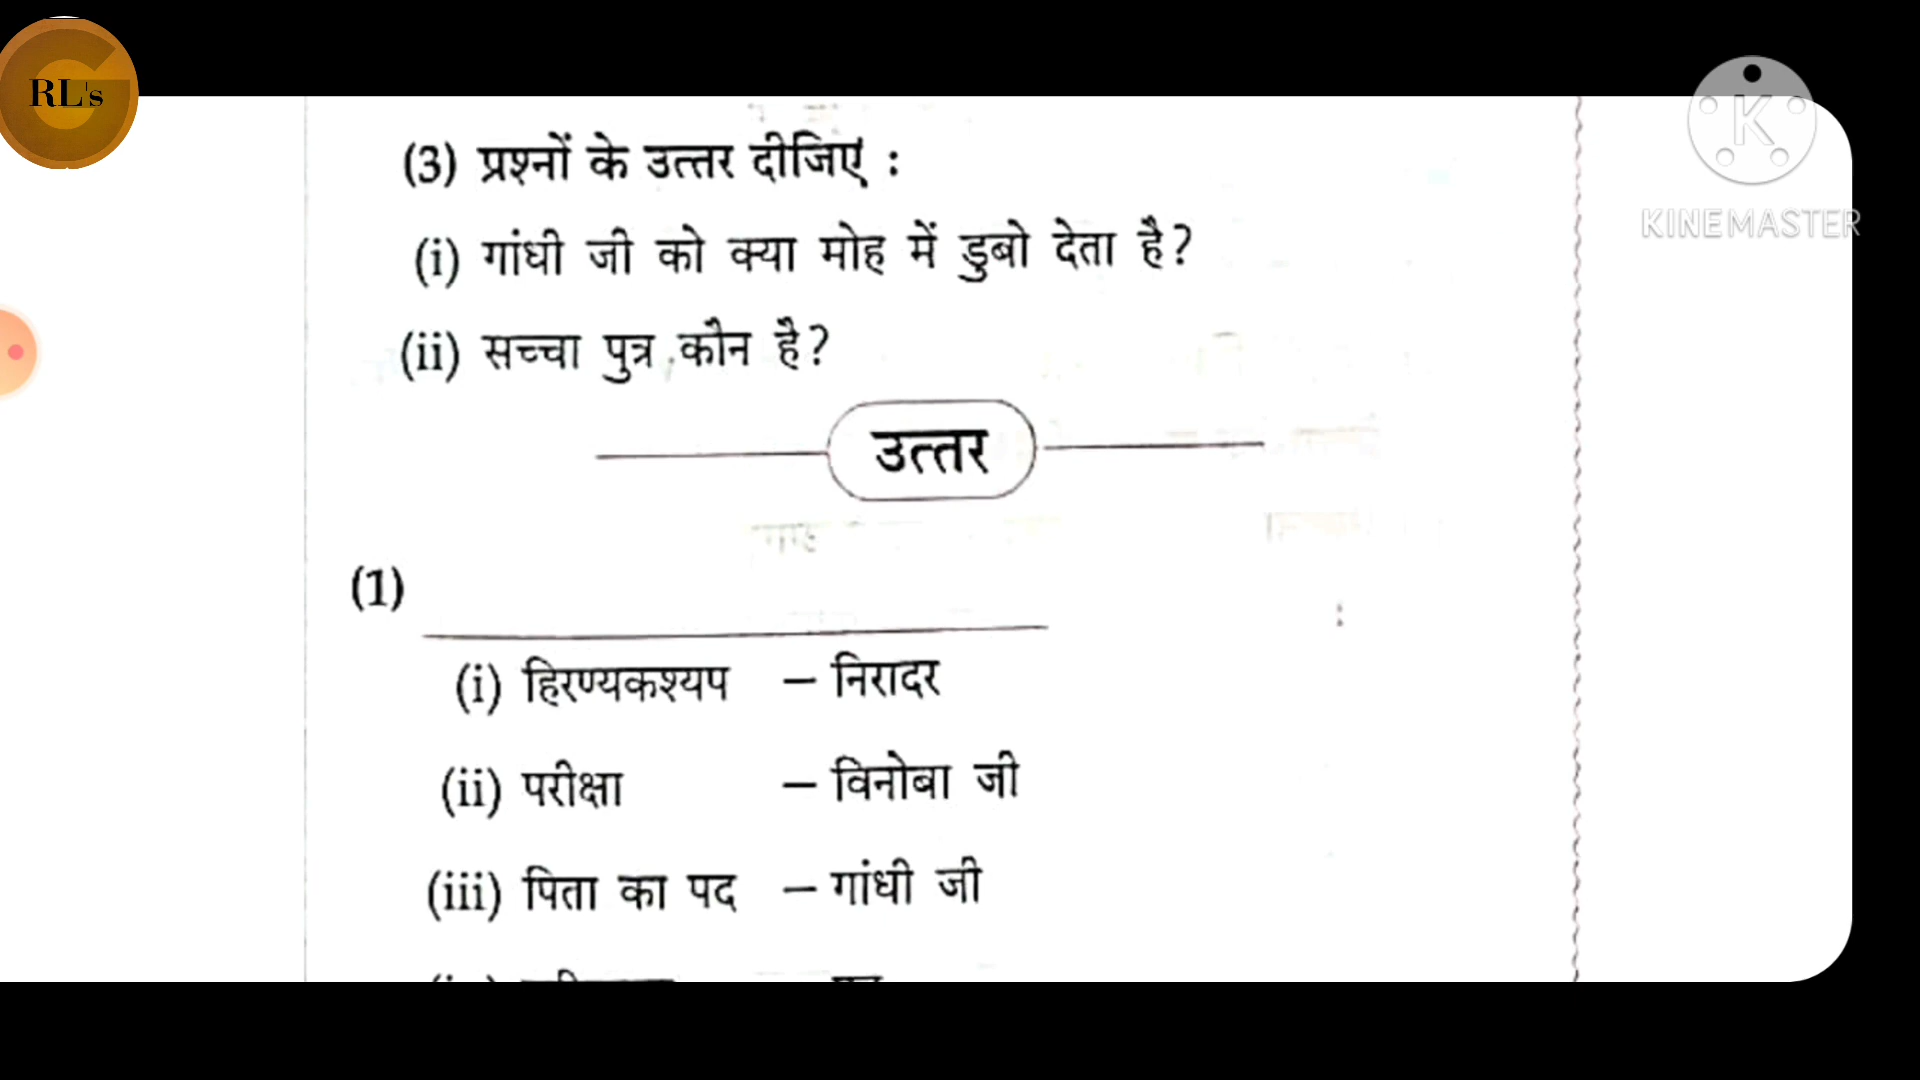 RL's
KINEMASTER
(3) प्रश्नों के उत्तर दीजिए :
(i) गांधी जी को क्या मोह में डुबो देता है?
(ii) सच्चा पुत्र कौन है?
उत्तर
(1)
(i) हिरण्यकश्यप – निरादर
(ii) परीक्षा – विनोबा जी
(iii) पिता का पद – गांधी जी